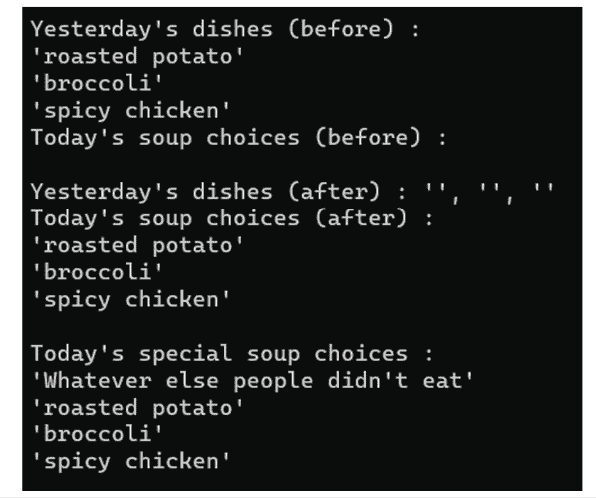 Yesterday's dishes (before) :
'roasted potato'
'broccoli'
'spicy chicken'
Today's soup choices (before) :
Yesterday's dishes (after) : '', '', ''
Today's soup choices (after) :
'roasted potato'
'broccoli'
'spicy chicken'
Today's special soup choices :
'Whatever else people didn't eat'
'roasted potato'
'broccoli'
'spicy chicken'